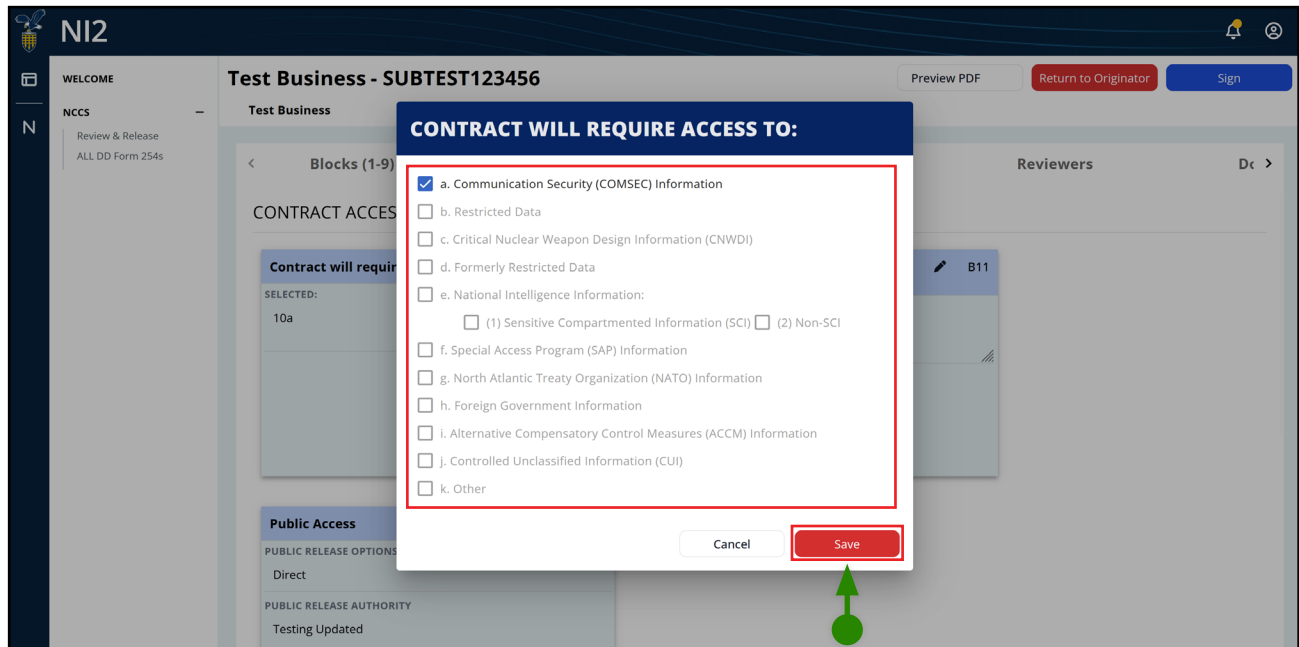 NI2
WELCOME
NCCS
Review & Release
ALL DD Form 254s
N
Test Business - SUBTEST123456
Preview PDF
Return to Originator
Sign
Test Business
Blocks (1-9)
Reviewers
CONTRACT ACCES
Contract will requir
SELECTED:
10a
B11
CONTRACT WILL REQUIRE ACCESS TO:
a. Communication Security (COMSEC) Information
b. Restricted Data
c. Critical Nuclear Weapon Design Information (CNWDI)
d. Formerly Restricted Data
e. National Intelligence Information:
(1) Sensitive Compartmented Information (SCI) (2) Non-SCI
f. Special Access Program (SAP) Information
g. North Atlantic Treaty Organization (NATO) Information
h. Foreign Government Information
i. Alternative Compensatory Control Measures (ACCM) Information
j. Controlled Unclassified Information (CUI)
k. Other
Cancel
Save
Public Access
PUBLIC RELEASE OPTIONS
Direct
PUBLIC RELEASE AUTHORITY
Testing Updated